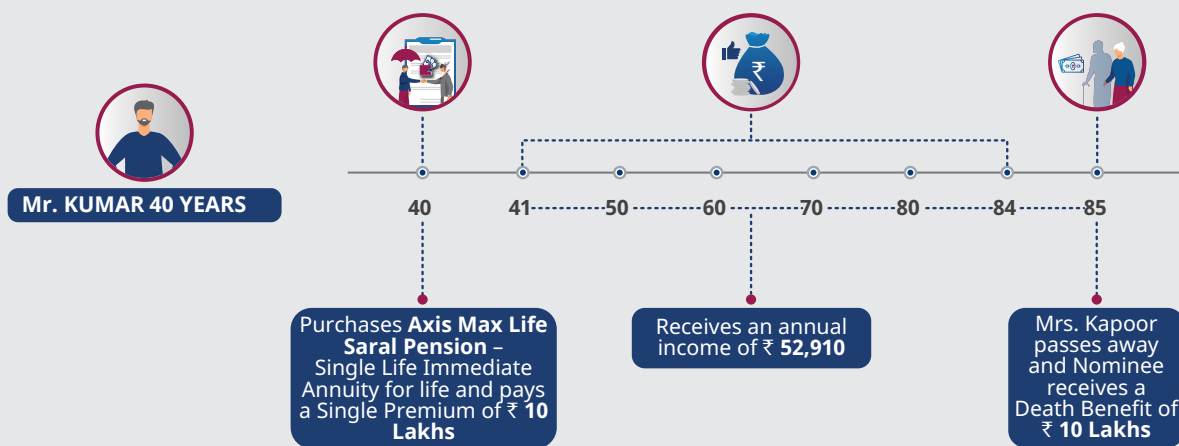 ₹
Mr. KUMAR 40 YEARS
40 41 50 60 70 80 84 85
Purchases Axis Max Life
Saral Pension –
Single Life Immediate
Annuity for life and pays
a Single Premium of ₹ 10
Lakhs
Receives an annual
income of ₹ 52,910
Mrs. Kapoor
passes away
and Nominee
receives a
Death Benefit of
₹ 10 Lakhs